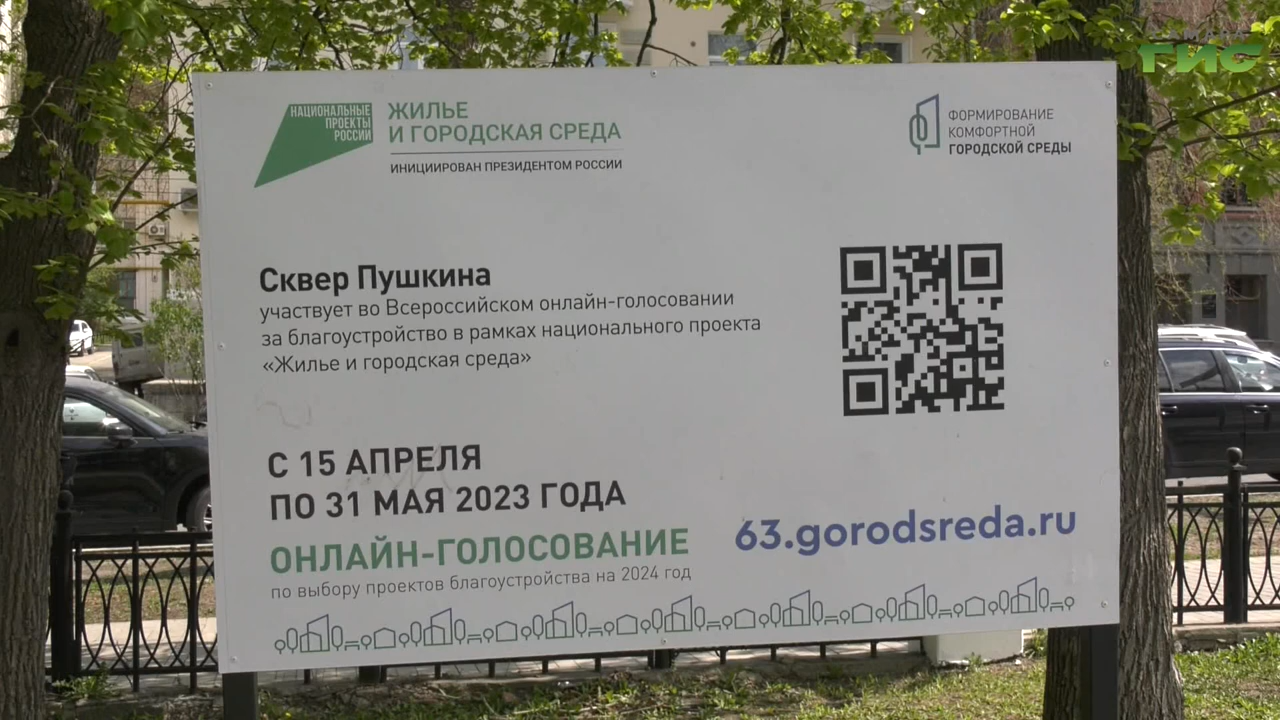 ГИС
НАЦИОНАЛЬНЫЕ
ПРОЕКТЫ
РОССИИ
ЖИЛЬЕ
И ГОРОДСКАЯ СРЕДА
ИНИЦИИРОВАН ПРЕЗИДЕНТОМ РОССИИ
ФОРМИРОВАНИЕ
КОМФОРТНОЙ
ГОРОДСКОЙ СРЕДЫ
Сквер Пушкина
участвует во Всероссийском онлайн-голосовании
за благоустройство в рамках национального проекта
«Жилье и городская среда»
С 15 АПРЕЛЯ
ПО 31 МАЯ 2023 ГОДА
ОНЛАЙН-ГОЛОСОВАНИЕ
по выбору проектов благоустройства на 2024 год
63.gorodsreda.ru